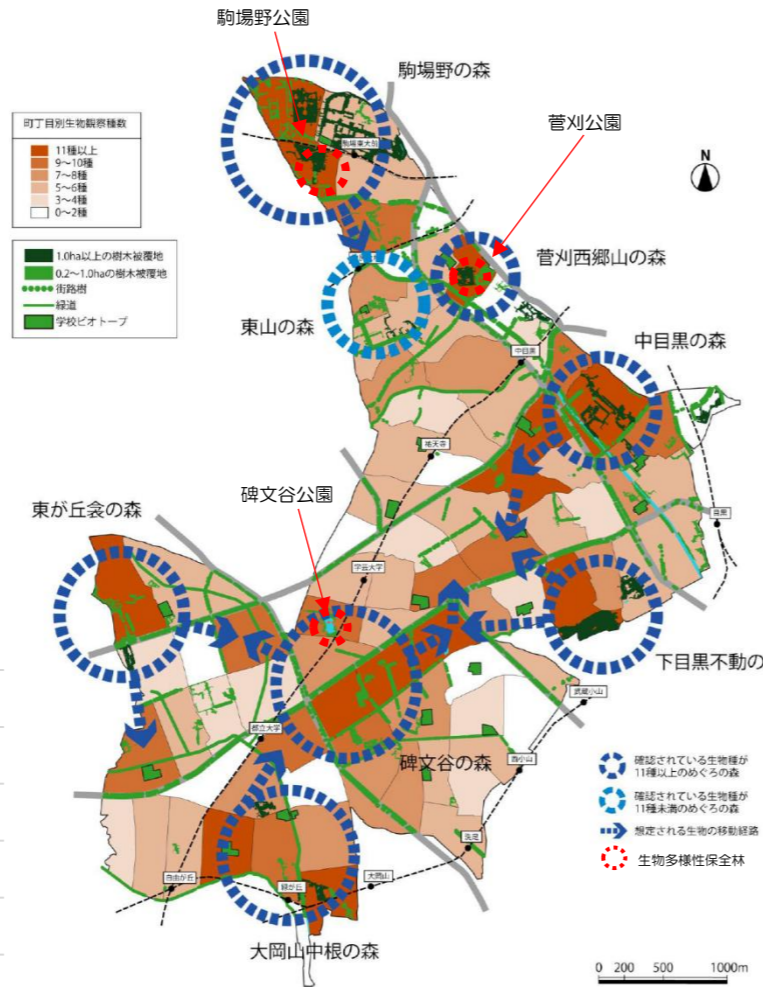 駒場野公園
駒場野の森
菅刈公園
町丁目別生物観察種数
11種以上
9～10種
7～8種
5～6種
3～4種
0～2種
駒場東大前
N
1.0ha以上の樹木被覆地
0.2～1.0haの樹木被覆地
街路樹
緑道
学校ビオトープ
菅刈西郷山の森
東山の森
中目黒の森
中目黒
祐天寺
碑文谷公園
東が丘衾の森
目黒
学芸大学
下目黒不動の
武蔵小山
都立大学
碑文谷の森
西小山
確認されている生物種が
11種以上のめぐろの森
確認されている生物種が
11種未満のめぐろの森
想定される生物の移動経路
生物多様性保全林
洗足
自由が丘
緑が丘
大岡山
大岡山中根の森
0 200 500 1000m